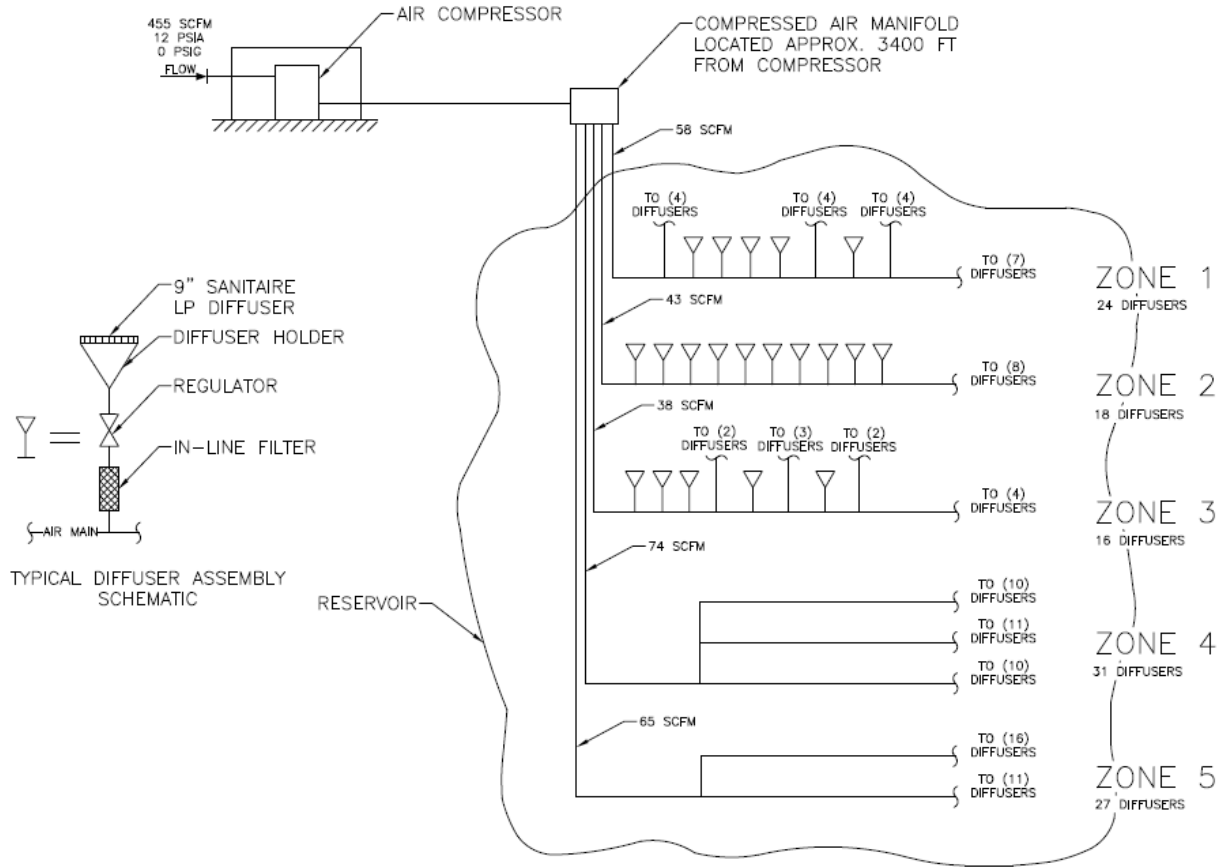 455 SCFM
12 PSIA
0 PSIG
FLOW
AIR COMPRESSOR
COMPRESSED AIR MANIFOLD
LOCATED APPROX. 3400 FT
FROM COMPRESSOR
58 SCFM
TO (4)
DIFFUSERS
TO (4)
DIFFUSERS
TO (4)
DIFFUSERS
TO (7)
DIFFUSERS
ZONE 1
24 DIFFUSERS
43 SCFM
TO (8)
DIFFUSERS
ZONE 2
18 DIFFUSERS
38 SCFM
TO (2)
DIFFUSERS
TO (3)
DIFFUSERS
TO (2)
DIFFUSERS
TO (4)
DIFFUSERS
ZONE 3
16 DIFFUSERS
74 SCFM
TO (10)
DIFFUSERS
TO (11)
DIFFUSERS
TO (10)
DIFFUSERS
ZONE 4
31 DIFFUSERS
65 SCFM
TO (16)
DIFFUSERS
TO (11)
DIFFUSERS
ZONE 5
27 DIFFUSERS
RESERVOIR
9" SANITAIRE
LP DIFFUSER
DIFFUSER HOLDER
REGULATOR
IN-LINE FILTER
AIR MAIN
TYPICAL DIFFUSER ASSEMBLY
SCHEMATIC